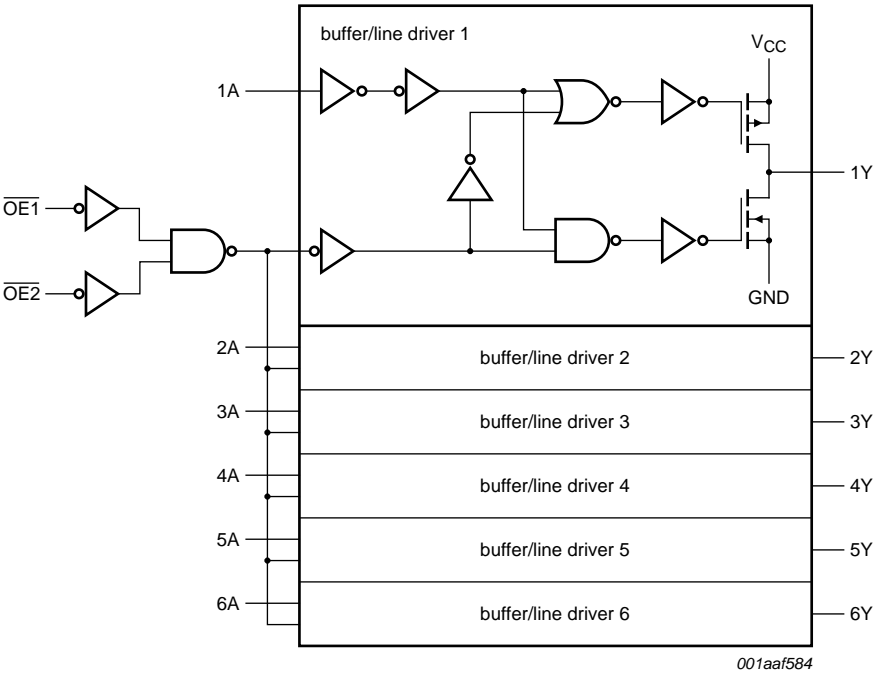 buffer/line driver 1
VCC
1A
1Y
OE1
OE2
GND
2A
buffer/line driver 2
2Y
3A
buffer/line driver 3
3Y
4A
buffer/line driver 4
4Y
5A
buffer/line driver 5
5Y
6A
buffer/line driver 6
6Y
001aaf584